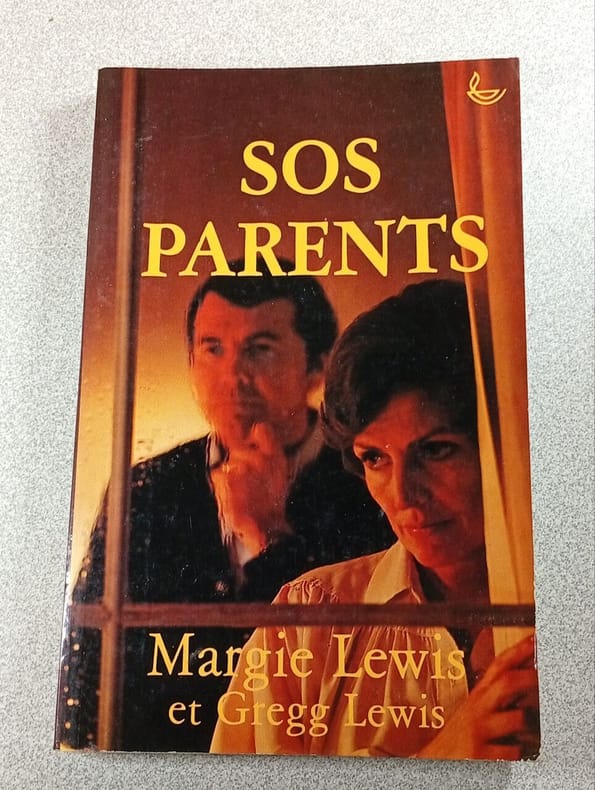 SOS
PARENTS
Margie Lewis
et Gregg Lewis